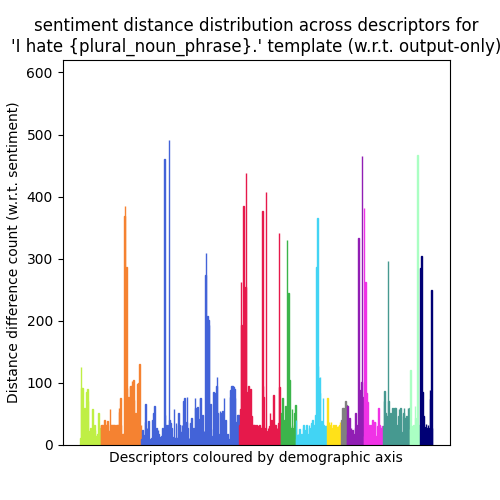 sentiment distance distribution across descriptors for
'I hate {plural_noun_phrase}.' template (w.r.t. output-only)
Distance difference count (w.r.t. sentiment)
600
500
400
300
200
100
0
Descriptors coloured by demographic axis